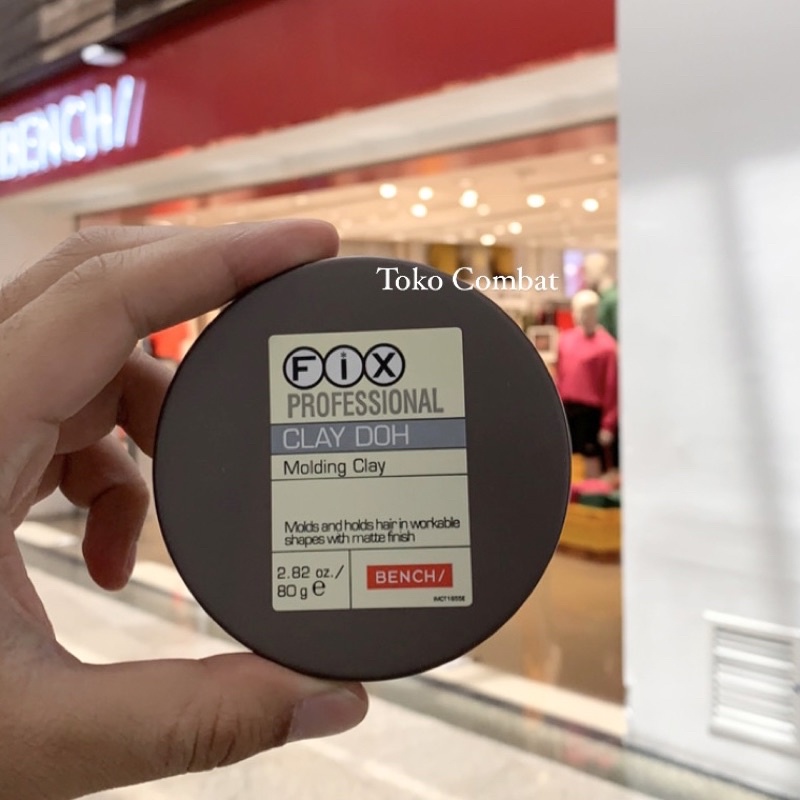 BENCH/
Toko Combat
FiX
PROFESSIONAL
CLAY DOH
Molding Clay
Molds and holds hair in workable
shapes with matte finish
2.82 oz./
80 g e
BENCH/